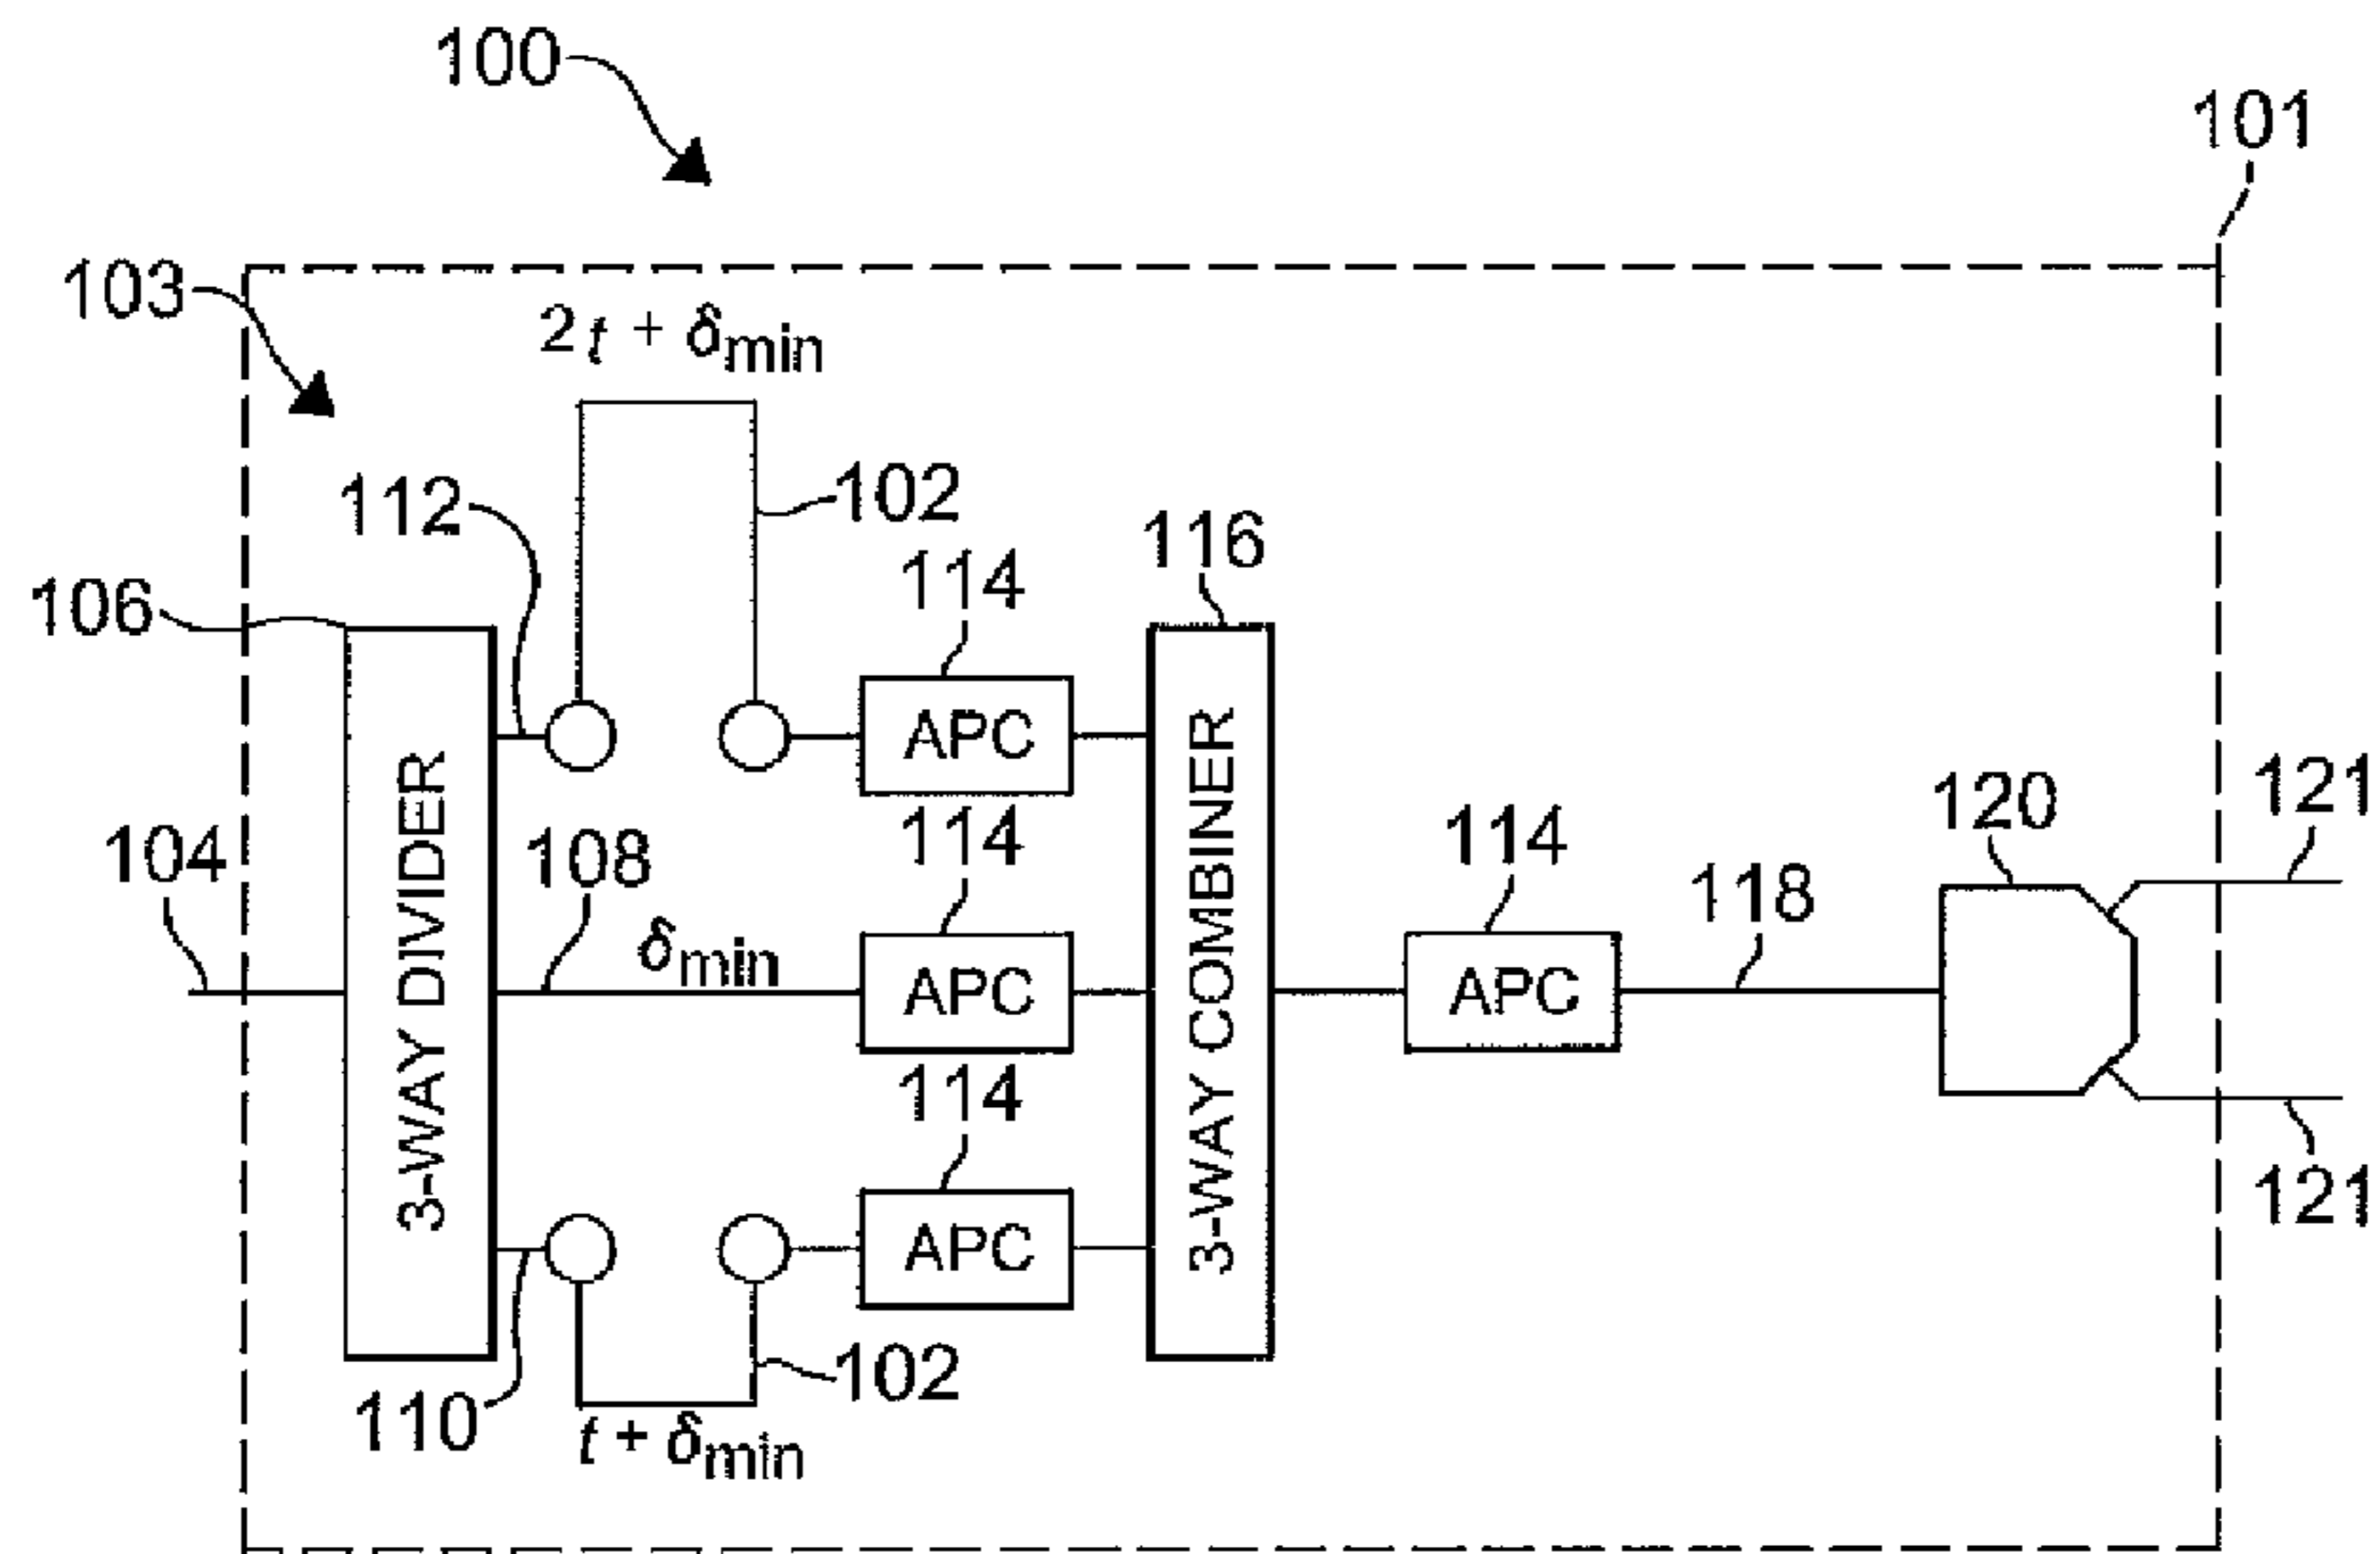 100
101
103
2t + δmin
112
102
114
116
106
APC
3-WAY DIVIDER
3-WAY COMBINER
104
108
δmin
114
APC
114
APC
118
120
121
114
APC
121
110
102
t + δmin